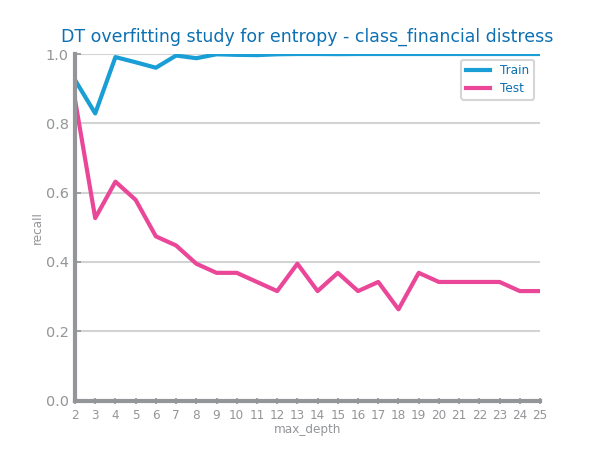 DT overfitting study for entropy - class_financial distress
1.0
0.8
0.6
0.4
0.2
0.0
recall
Train
Test
2 3 4 5 6 7 8 9 10 11 12 13 14 15 16 17 18 19 20 21 22 23 24 25
max_depth